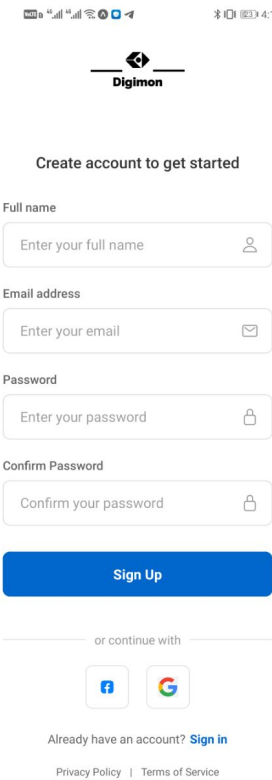 4:1
Digimon
Create account to get started
Full name
Enter your full name
Email address
Enter your email
Password
Enter your password
Confirm Password
Confirm your password
Sign Up
or continue with
Already have an account? Sign in
Privacy Policy | Terms of Service